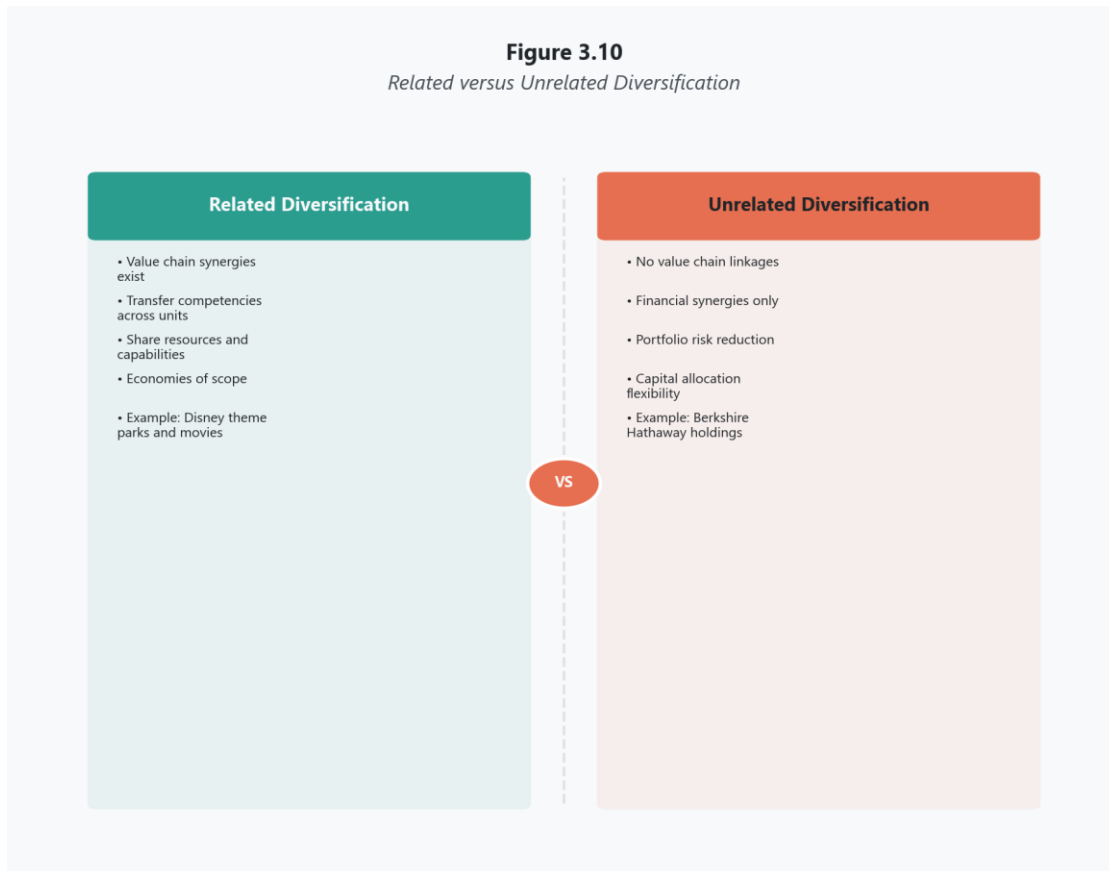 Figure 3.10
Related versus Unrelated Diversification
Related Diversification
• Value chain synergies
exist
• Transfer competencies
across units
• Share resources and
capabilities
• Economies of scope
• Example: Disney theme
parks and movies
VS
Unrelated Diversification
• No value chain linkages
• Financial synergies only
• Portfolio risk reduction
• Capital allocation
flexibility
• Example: Berkshire
Hathaway holdings